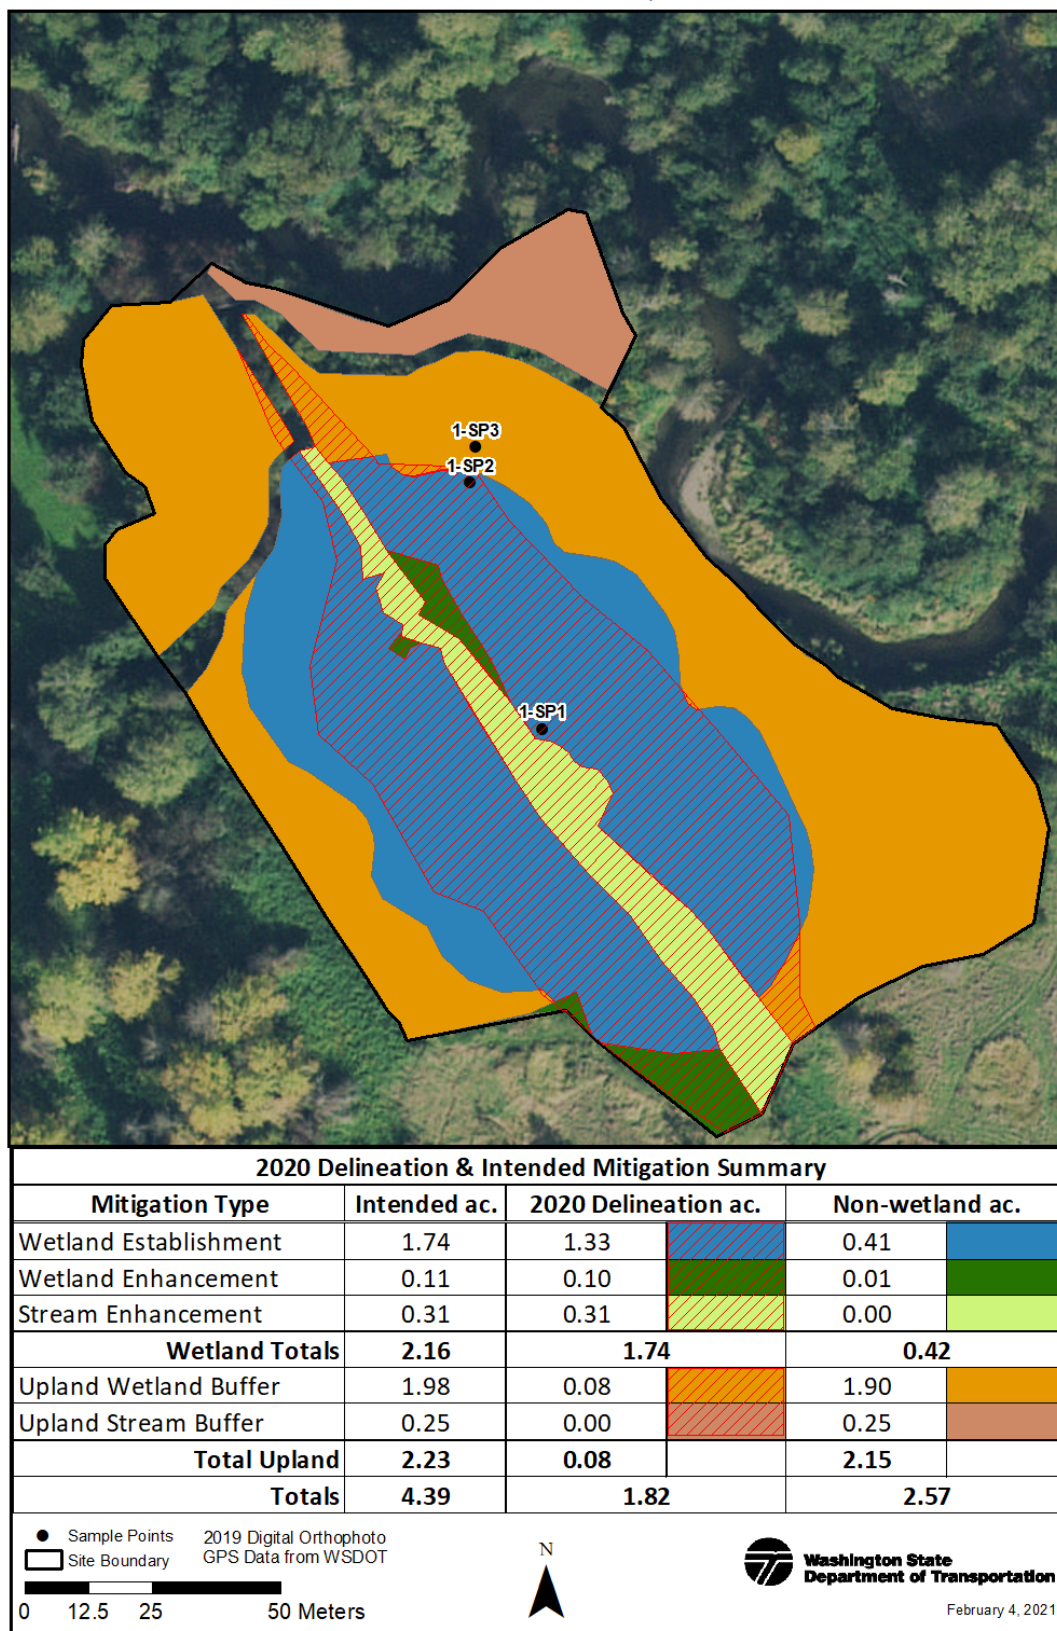 1-SP3
1-SP2
1-SP1
2020 Delineation & Intended Mitigation Summary
Mitigation Type Intended ac. 2020 Delineation ac. Non-wetland ac.
Wetland Establishment 1.74 1.33 0.41
Wetland Enhancement 0.11 0.10 0.01
Stream Enhancement 0.31 0.31 0.00
Wetland Totals 2.16 1.74 0.42
Upland Wetland Buffer 1.98 0.08 1.90
Upland Stream Buffer 0.25 0.00 0.25
Total Upland 2.23 0.08 2.15
Totals 4.39 1.82 2.57
Sample Points
Site Boundary
2019 Digital Orthophoto
GPS Data from WSDOT
0 12.5 25 50 Meters
N
Washington State
Department of Transportation
February 4, 2021